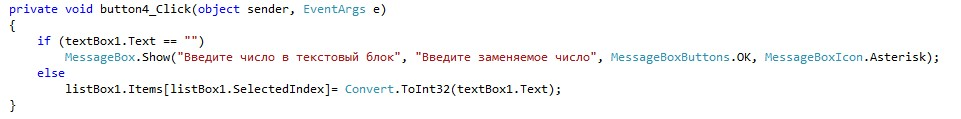 private void button4_Click(object sender, EventArgs e)
{
if (textBox1.Text == "")
MessageBox.Show("Введите число в текстовый блок", "Введите заменяемое число", MessageBoxButtons.OK, MessageBoxIcon.Asterisk);
else
listBox1.Items[listBox1.SelectedIndex]= Convert.ToInt32(textBox1.Text);
}